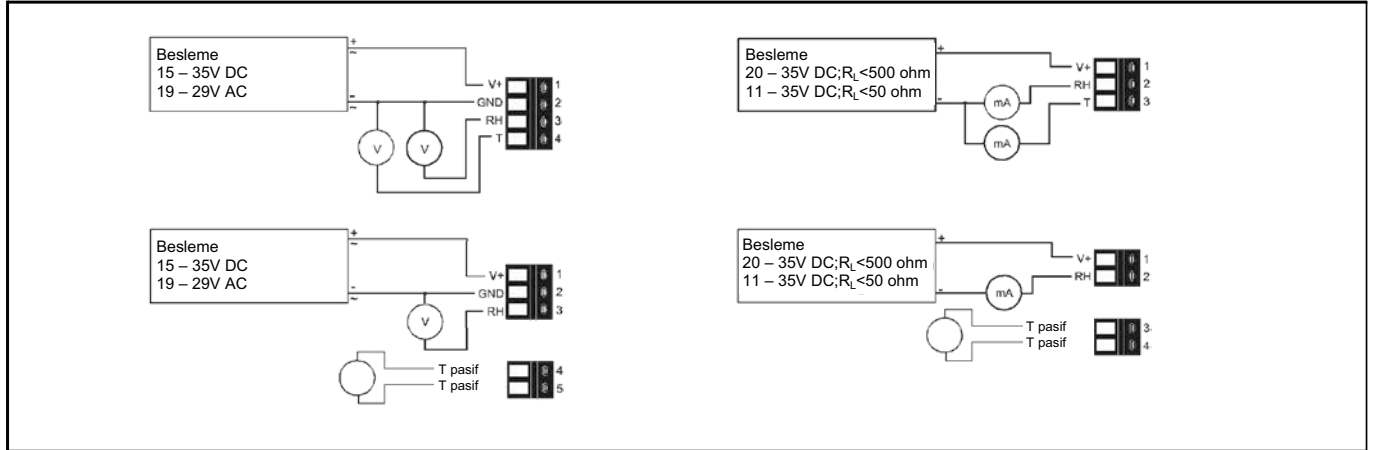 Besleme
15 – 35V DC
19 – 29V AC
+
~
-
~
V+ 1
GND 2
RH 3
T 4
V
V
Besleme
20 – 35V DC;RL<500 ohm
11 – 35V DC;RL<50 ohm
+
-
V+ 1
RH 2
T 3
mA
mA
Besleme
15 – 35V DC
19 – 29V AC
+
~
-
~
V+ 1
GND 2
RH 3
V
T pasif 4
T pasif 5
Besleme
20 – 35V DC;RL<500 ohm
11 – 35V DC;RL<50 ohm
+
-
V+ 1
RH 2
mA
T pasif 3
T pasif 4